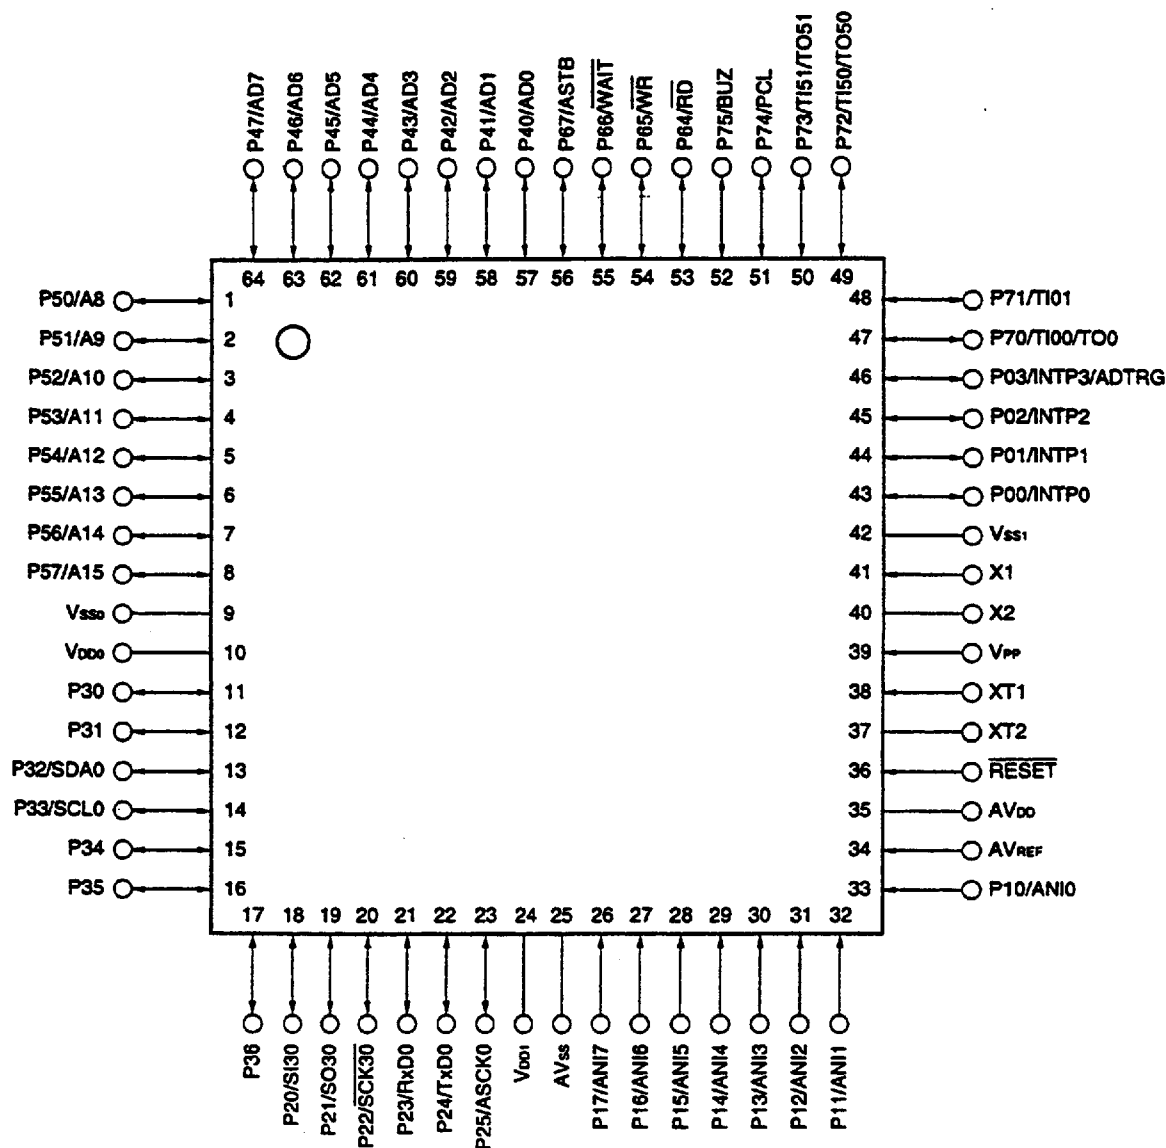 P47/AD7
P46/AD6
P45/AD5
P44/AD4
P43/AD3
P42/AD2
P41/AD1
P40/AD0
P67/ASTB
P66/WAIT
P65/WR
P64/RD
P75/BUZ
P74/PCL
P73/TI51/TO51
P72/TI50/TO50
64 63 62 61 60 59 58 57 56 55 54 53 52 51 50 49
P50/A8 1
P51/A9 2
P52/A10 3
P53/A11 4
P54/A12 5
P55/A13 6
P56/A14 7
P57/A15 8
VSS0 9
VDD0 10
P30 11
P31 12
P32/SDA0 13
P33/SCL0 14
P34 15
P35 16
48 P71/TI01
47 P70/TI00/TO0
46 P03/INTP3/ADTRG
45 P02/INTP2
44 P01/INTP1
43 P00/INTP0
42 VSS1
41 X1
40 X2
39 VPP
38 XT1
37 XT2
36 RESET
35 AVDD
34 AVREF
33 P10/ANI0
17 18 19 20 21 22 23 24 25 26 27 28 29 30 31 32
P36
P20/SI30
P21/SO30
P22/SCK30
P23/RxD0
P24/TxD0
P25/ASCK0
VDD1
AVSS
P17/ANI7
P16/ANI6
P15/ANI5
P14/ANI4
P13/ANI3
P12/ANI2
P11/ANI1